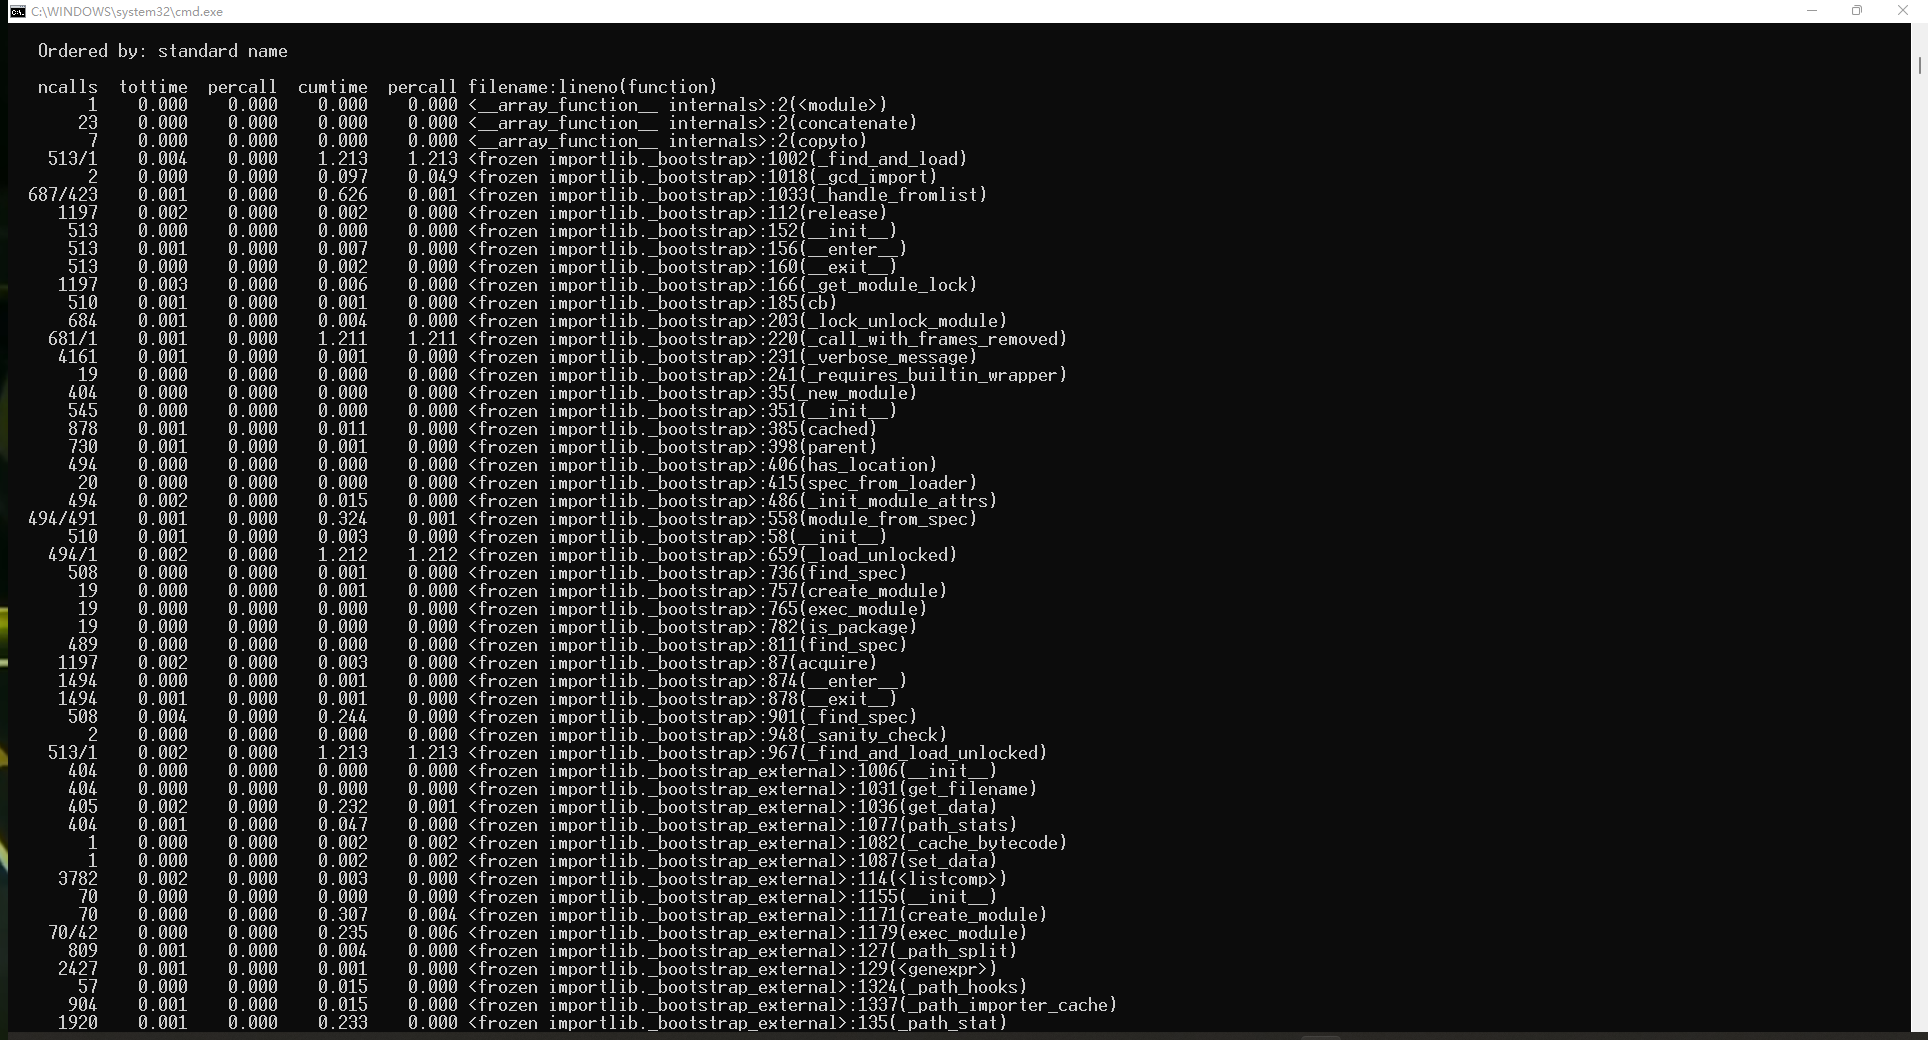 C:\WINDOWS\system32\cmd.exe
Ordered by: standard name
ncalls  tottime  percall  cumtime  percall filename:lineno(function)
1    0.000    0.000    0.000    0.000 <__array_function__ internals>:2(<module>)
23    0.000    0.000    0.000    0.000 <__array_function__ internals>:2(concatenate)
7    0.000    0.000    0.000    0.000 <__array_function__ internals>:2(copyto)
513/1    0.004    0.000    1.213    1.213 <frozen importlib._bootstrap>:1002(_find_and_load)
2    0.000    0.000    0.097    0.049 <frozen importlib._bootstrap>:1018(_gcd_import)
687/423    0.001    0.000    0.626    0.001 <frozen importlib._bootstrap>:1033(_handle_fromlist)
1197    0.002    0.000    0.002    0.000 <frozen importlib._bootstrap>:112(release)
513    0.000    0.000    0.000    0.000 <frozen importlib._bootstrap>:152(__init__)
513    0.001    0.000    0.007    0.000 <frozen importlib._bootstrap>:156(__enter__)
513    0.000    0.000    0.002    0.000 <frozen importlib._bootstrap>:160(__exit__)
1197    0.003    0.000    0.006    0.000 <frozen importlib._bootstrap>:166(_get_module_lock)
510    0.001    0.000    0.001    0.000 <frozen importlib._bootstrap>:185(cb)
684    0.001    0.000    0.004    0.000 <frozen importlib._bootstrap>:203(_lock_unlock_module)
681/1    0.001    0.000    1.211    1.211 <frozen importlib._bootstrap>:220(_call_with_frames_removed)
4161    0.001    0.000    0.001    0.000 <frozen importlib._bootstrap>:231(_verbose_message)
19    0.000    0.000    0.000    0.000 <frozen importlib._bootstrap>:241(_requires_builtin_wrapper)
404    0.000    0.000    0.000    0.000 <frozen importlib._bootstrap>:35(_new_module)
545    0.000    0.000    0.000    0.000 <frozen importlib._bootstrap>:351(__init__)
878    0.001    0.000    0.011    0.000 <frozen importlib._bootstrap>:385(cached)
730    0.001    0.000    0.001    0.000 <frozen importlib._bootstrap>:398(parent)
494    0.000    0.000    0.000    0.000 <frozen importlib._bootstrap>:406(has_location)
20    0.000    0.000    0.000    0.000 <frozen importlib._bootstrap>:415(spec_from_loader)
494    0.002    0.000    0.015    0.000 <frozen importlib._bootstrap>:486(_init_module_attrs)
494/491    0.001    0.000    0.324    0.001 <frozen importlib._bootstrap>:558(module_from_spec)
510    0.001    0.000    0.003    0.000 <frozen importlib._bootstrap>:58(__init__)
494/1    0.002    0.000    1.212    1.212 <frozen importlib._bootstrap>:659(_load_unlocked)
508    0.000    0.000    0.001    0.000 <frozen importlib._bootstrap>:736(find_spec)
19    0.000    0.000    0.001    0.000 <frozen importlib._bootstrap>:757(create_module)
19    0.000    0.000    0.000    0.000 <frozen importlib._bootstrap>:765(exec_module)
19    0.000    0.000    0.000    0.000 <frozen importlib._bootstrap>:782(is_package)
489    0.000    0.000    0.000    0.000 <frozen importlib._bootstrap>:811(find_spec)
1197    0.002    0.000    0.003    0.000 <frozen importlib._bootstrap>:87(acquire)
1494    0.000    0.000    0.001    0.000 <frozen importlib._bootstrap>:874(__enter__)
1494    0.001    0.000    0.001    0.000 <frozen importlib._bootstrap>:878(__exit__)
508    0.004    0.000    0.244    0.000 <frozen importlib._bootstrap>:901(_find_spec)
2    0.000    0.000    0.000    0.000 <frozen importlib._bootstrap>:948(_sanity_check)
513/1    0.002    0.000    1.213    1.213 <frozen importlib._bootstrap>:967(_find_and_load_unlocked)
404    0.000    0.000    0.000    0.000 <frozen importlib._bootstrap_external>:1006(__init__)
404    0.000    0.000    0.000    0.000 <frozen importlib._bootstrap_external>:1031(get_filename)
405    0.002    0.000    0.232    0.001 <frozen importlib._bootstrap_external>:1036(get_data)
404    0.001    0.000    0.047    0.000 <frozen importlib._bootstrap_external>:1077(path_stats)
1    0.000    0.000    0.002    0.002 <frozen importlib._bootstrap_external>:1082(_cache_bytecode)
1    0.000    0.000    0.002    0.002 <frozen importlib._bootstrap_external>:1087(set_data)
3782    0.002    0.000    0.003    0.000 <frozen importlib._bootstrap_external>:114(<listcomp>)
70    0.000    0.000    0.000    0.000 <frozen importlib._bootstrap_external>:1155(__init__)
70    0.000    0.000    0.307    0.004 <frozen importlib._bootstrap_external>:1171(create_module)
70/42    0.000    0.000    0.235    0.006 <frozen importlib._bootstrap_external>:1179(exec_module)
809    0.001    0.000    0.004    0.000 <frozen importlib._bootstrap_external>:127(_path_split)
2427    0.001    0.000    0.001    0.000 <frozen importlib._bootstrap_external>:129(<genexpr>)
57    0.000    0.000    0.015    0.000 <frozen importlib._bootstrap_external>:1324(_path_hooks)
904    0.001    0.000    0.015    0.000 <frozen importlib._bootstrap_external>:1337(_path_importer_cache)
1920    0.001    0.000    0.233    0.000 <frozen importlib._bootstrap_external>:135(_path_stat)